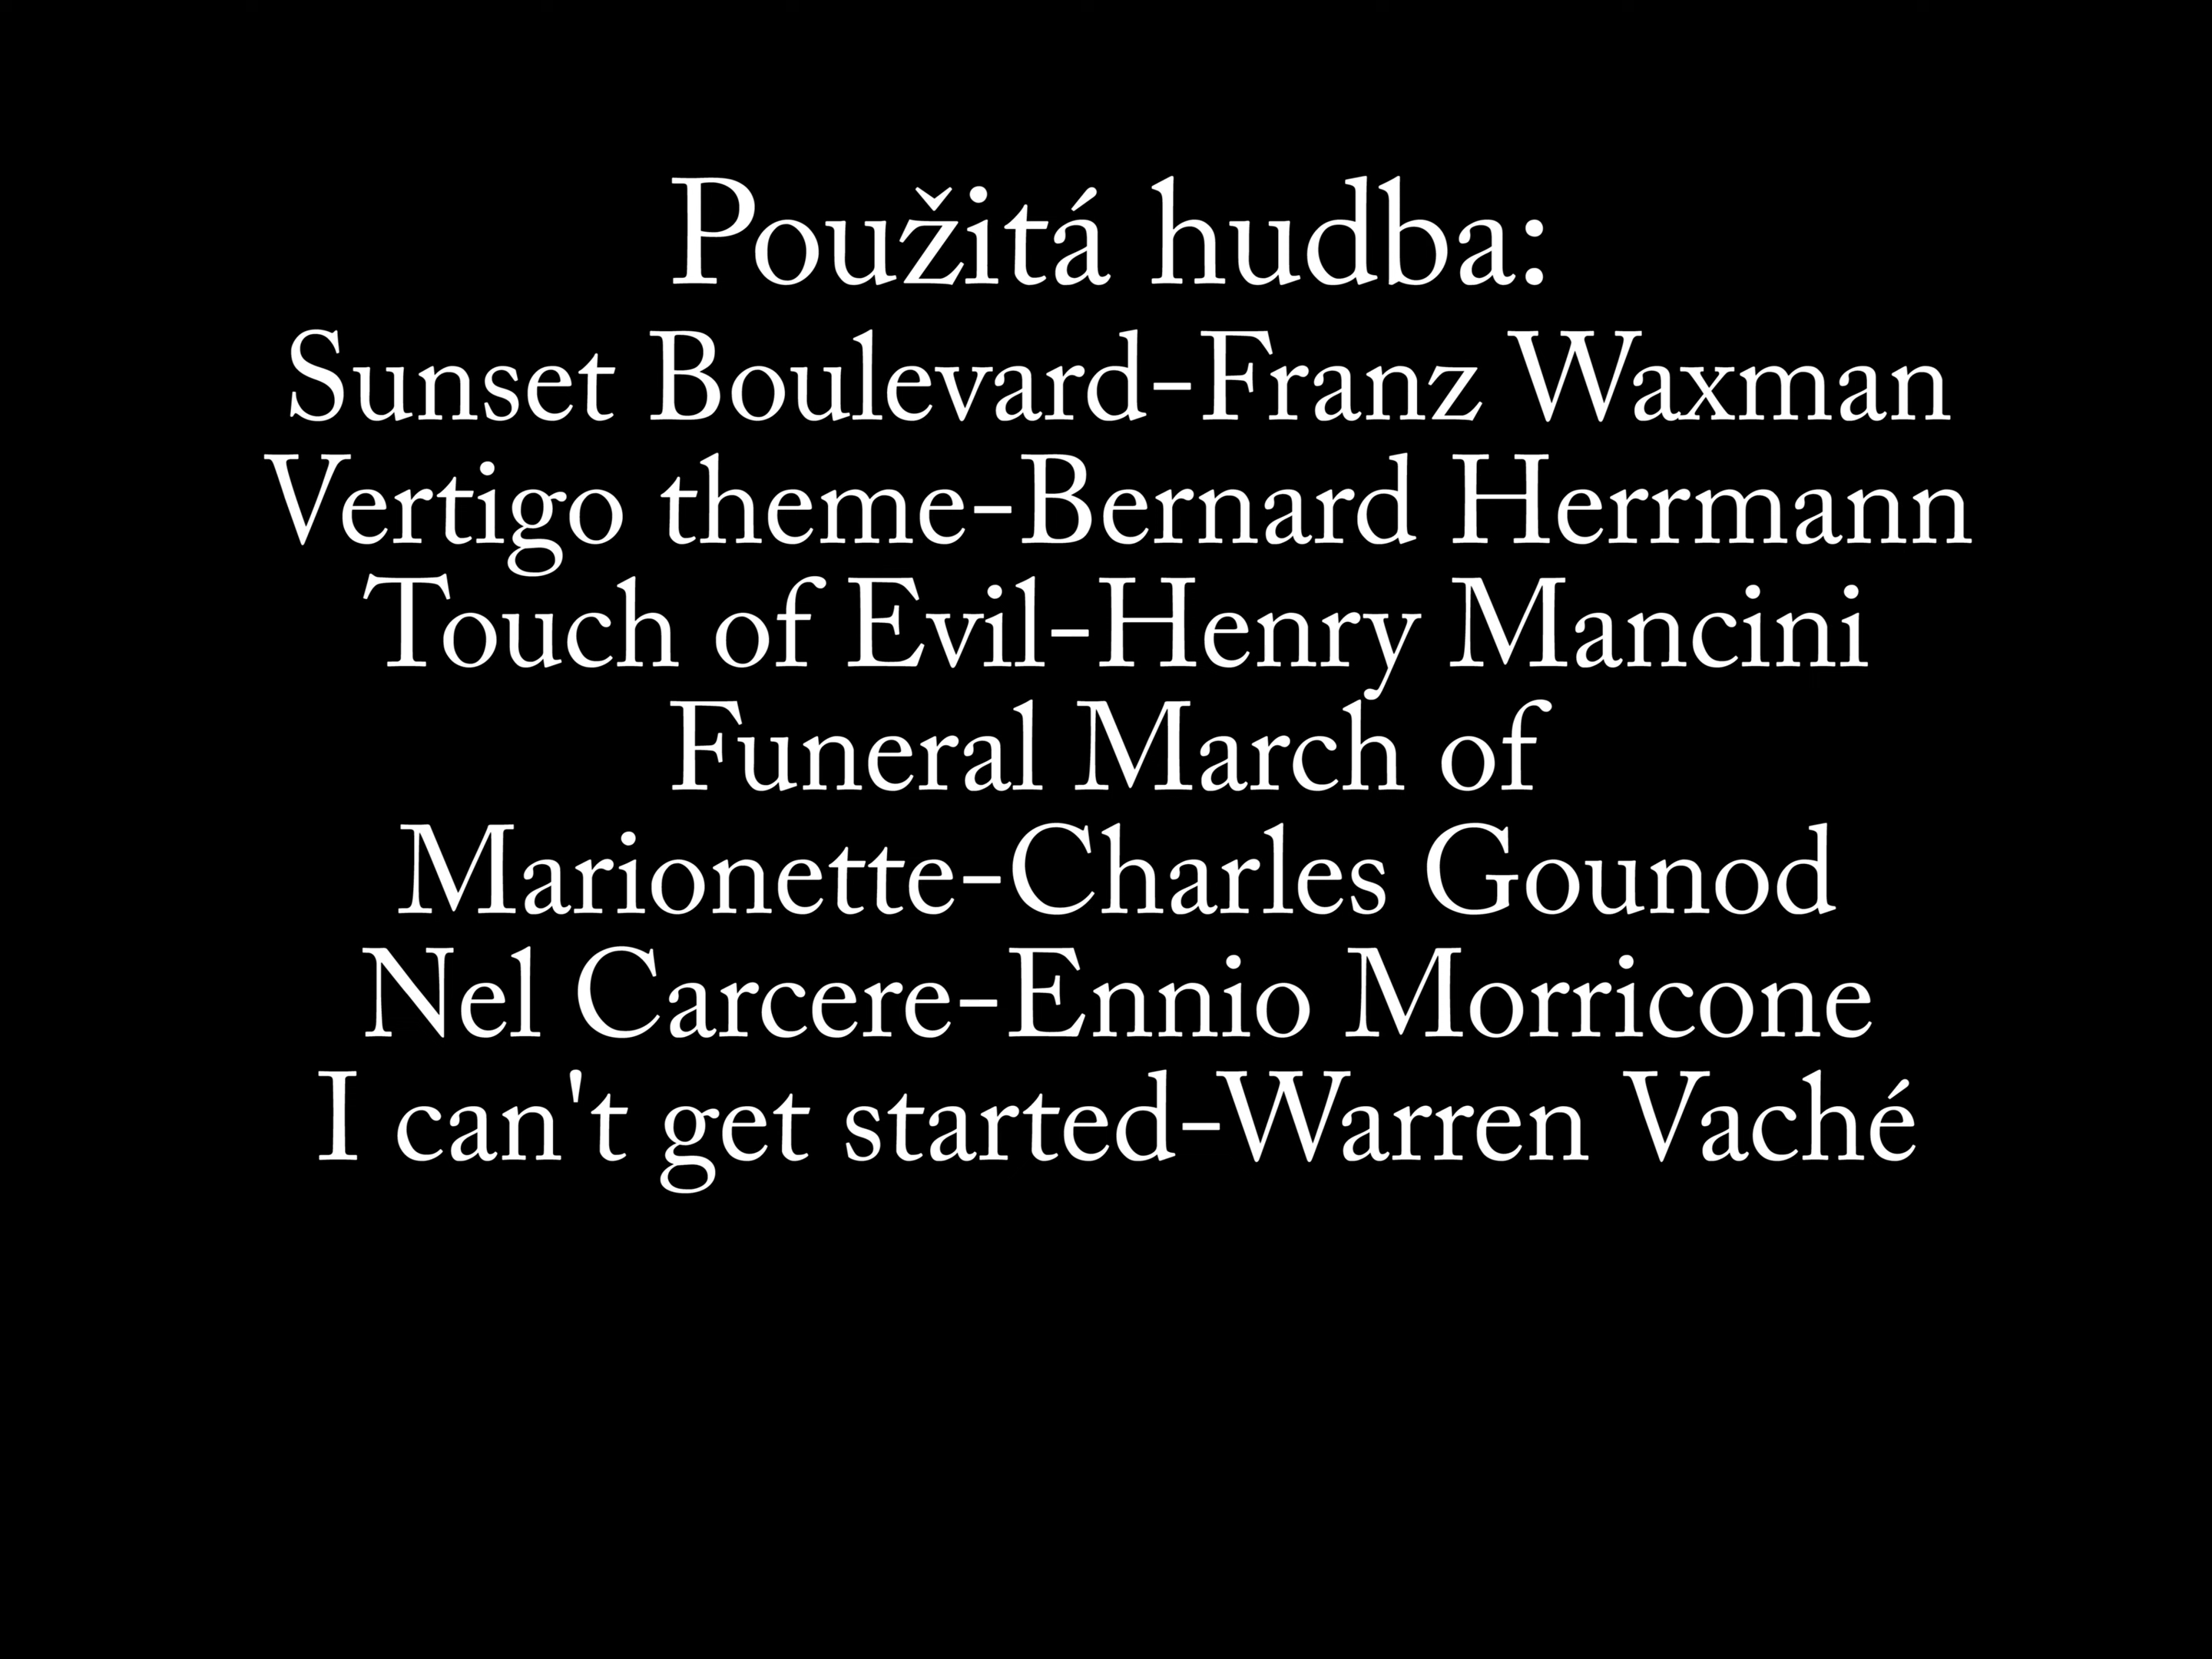 Použitá hudba:
Sunset Boulevard-Franz Waxman
Vertigo theme-Bernard Herrmann
Touch of Evil-Henry Mancini
Funeral March of
Marionette-Charles Gounod
Nel Carcere-Ennio Morricone
I can't get started-Warren Vaché